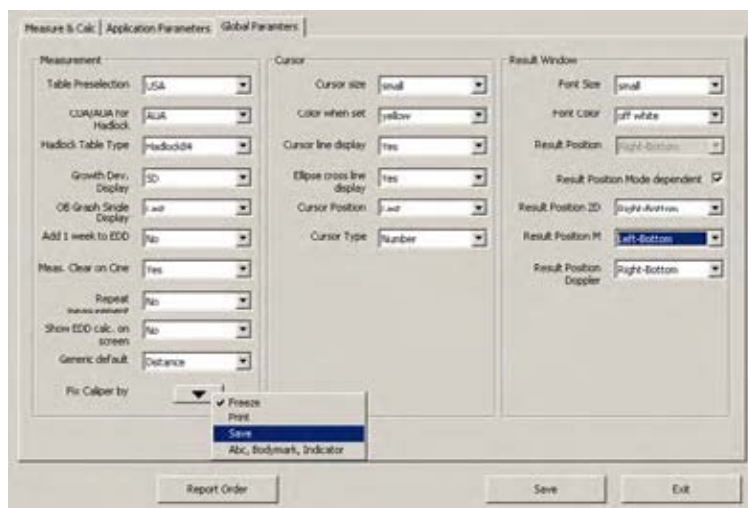 Measure & Calc
Application Parameters
Global Paramters
Measurement
Table Preselection
USA
CUA/AUA for
Hadlock
AUA
Hadlock Table Type
Hadlock84
Growth Dev.
Display
SD
OB Graph Single
Display
Last
Add 1 week to EDD
No
Meas. Clear on Cine
Yes
Repeat
measurement
No
Show EDD calc. on
screen
No
Generic default
Distance
Fix Caliper by
Freeze
Print
Save
Abc, Bodymark, Indicator
Cursor
Cursor size
small
Color when set
yellow
Cursor line display
Yes
Ellipse cross line
display
Yes
Cursor Position
Last
Cursor Type
Number
Result Window
Font Size
small
Font Color
off white
Result Position
Right-Bottom
Result Position Mode dependent
Result Position 2D
Right-Bottom
Result Position M
Left-Bottom
Result Position
Doppler
Right-Bottom
Report Order
Save
Exit